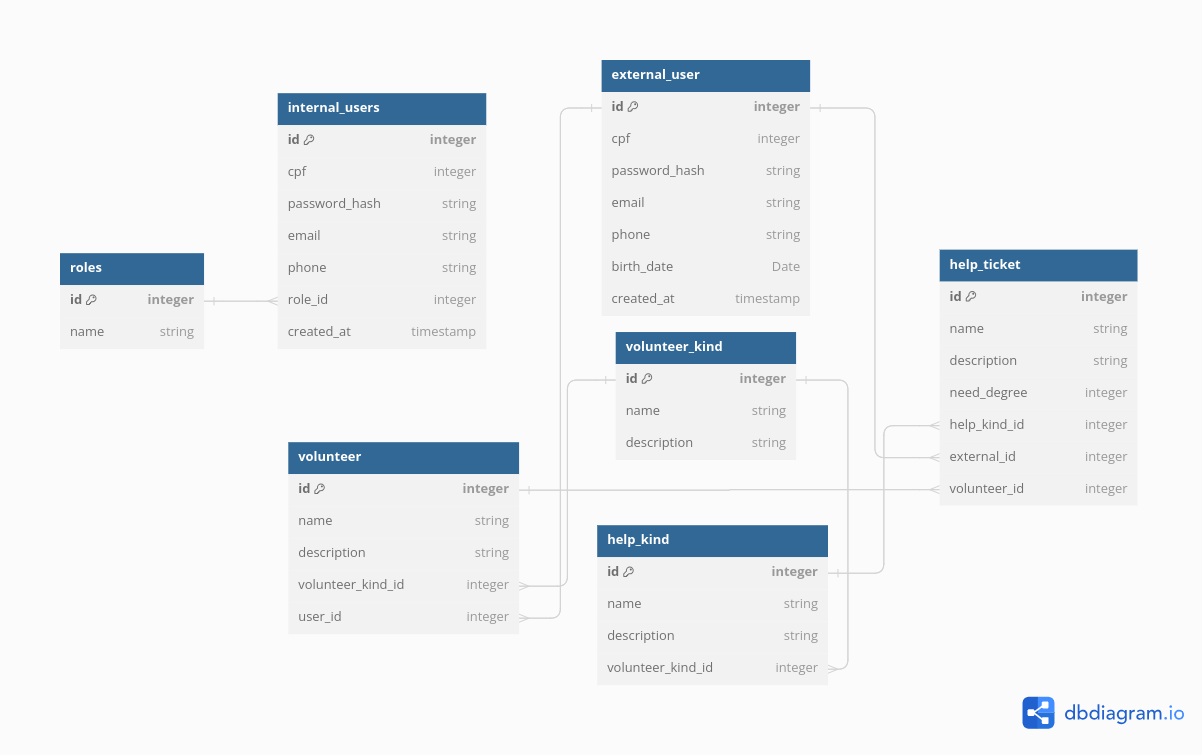 roles
id integer
name string
internal_users
id integer
cpf integer
password_hash string
email string
phone string
role_id integer
created_at timestamp
external_user
id integer
cpf integer
password_hash string
email string
phone string
birth_date Date
created_at timestamp
volunteer_kind
id integer
name string
description string
volunteer
id integer
name string
description string
volunteer_kind_id integer
user_id integer
help_kind
id integer
name string
description string
volunteer_kind_id integer
help_ticket
id integer
name string
description string
need_degree integer
help_kind_id integer
external_id integer
volunteer_id integer
dbdiagram.io